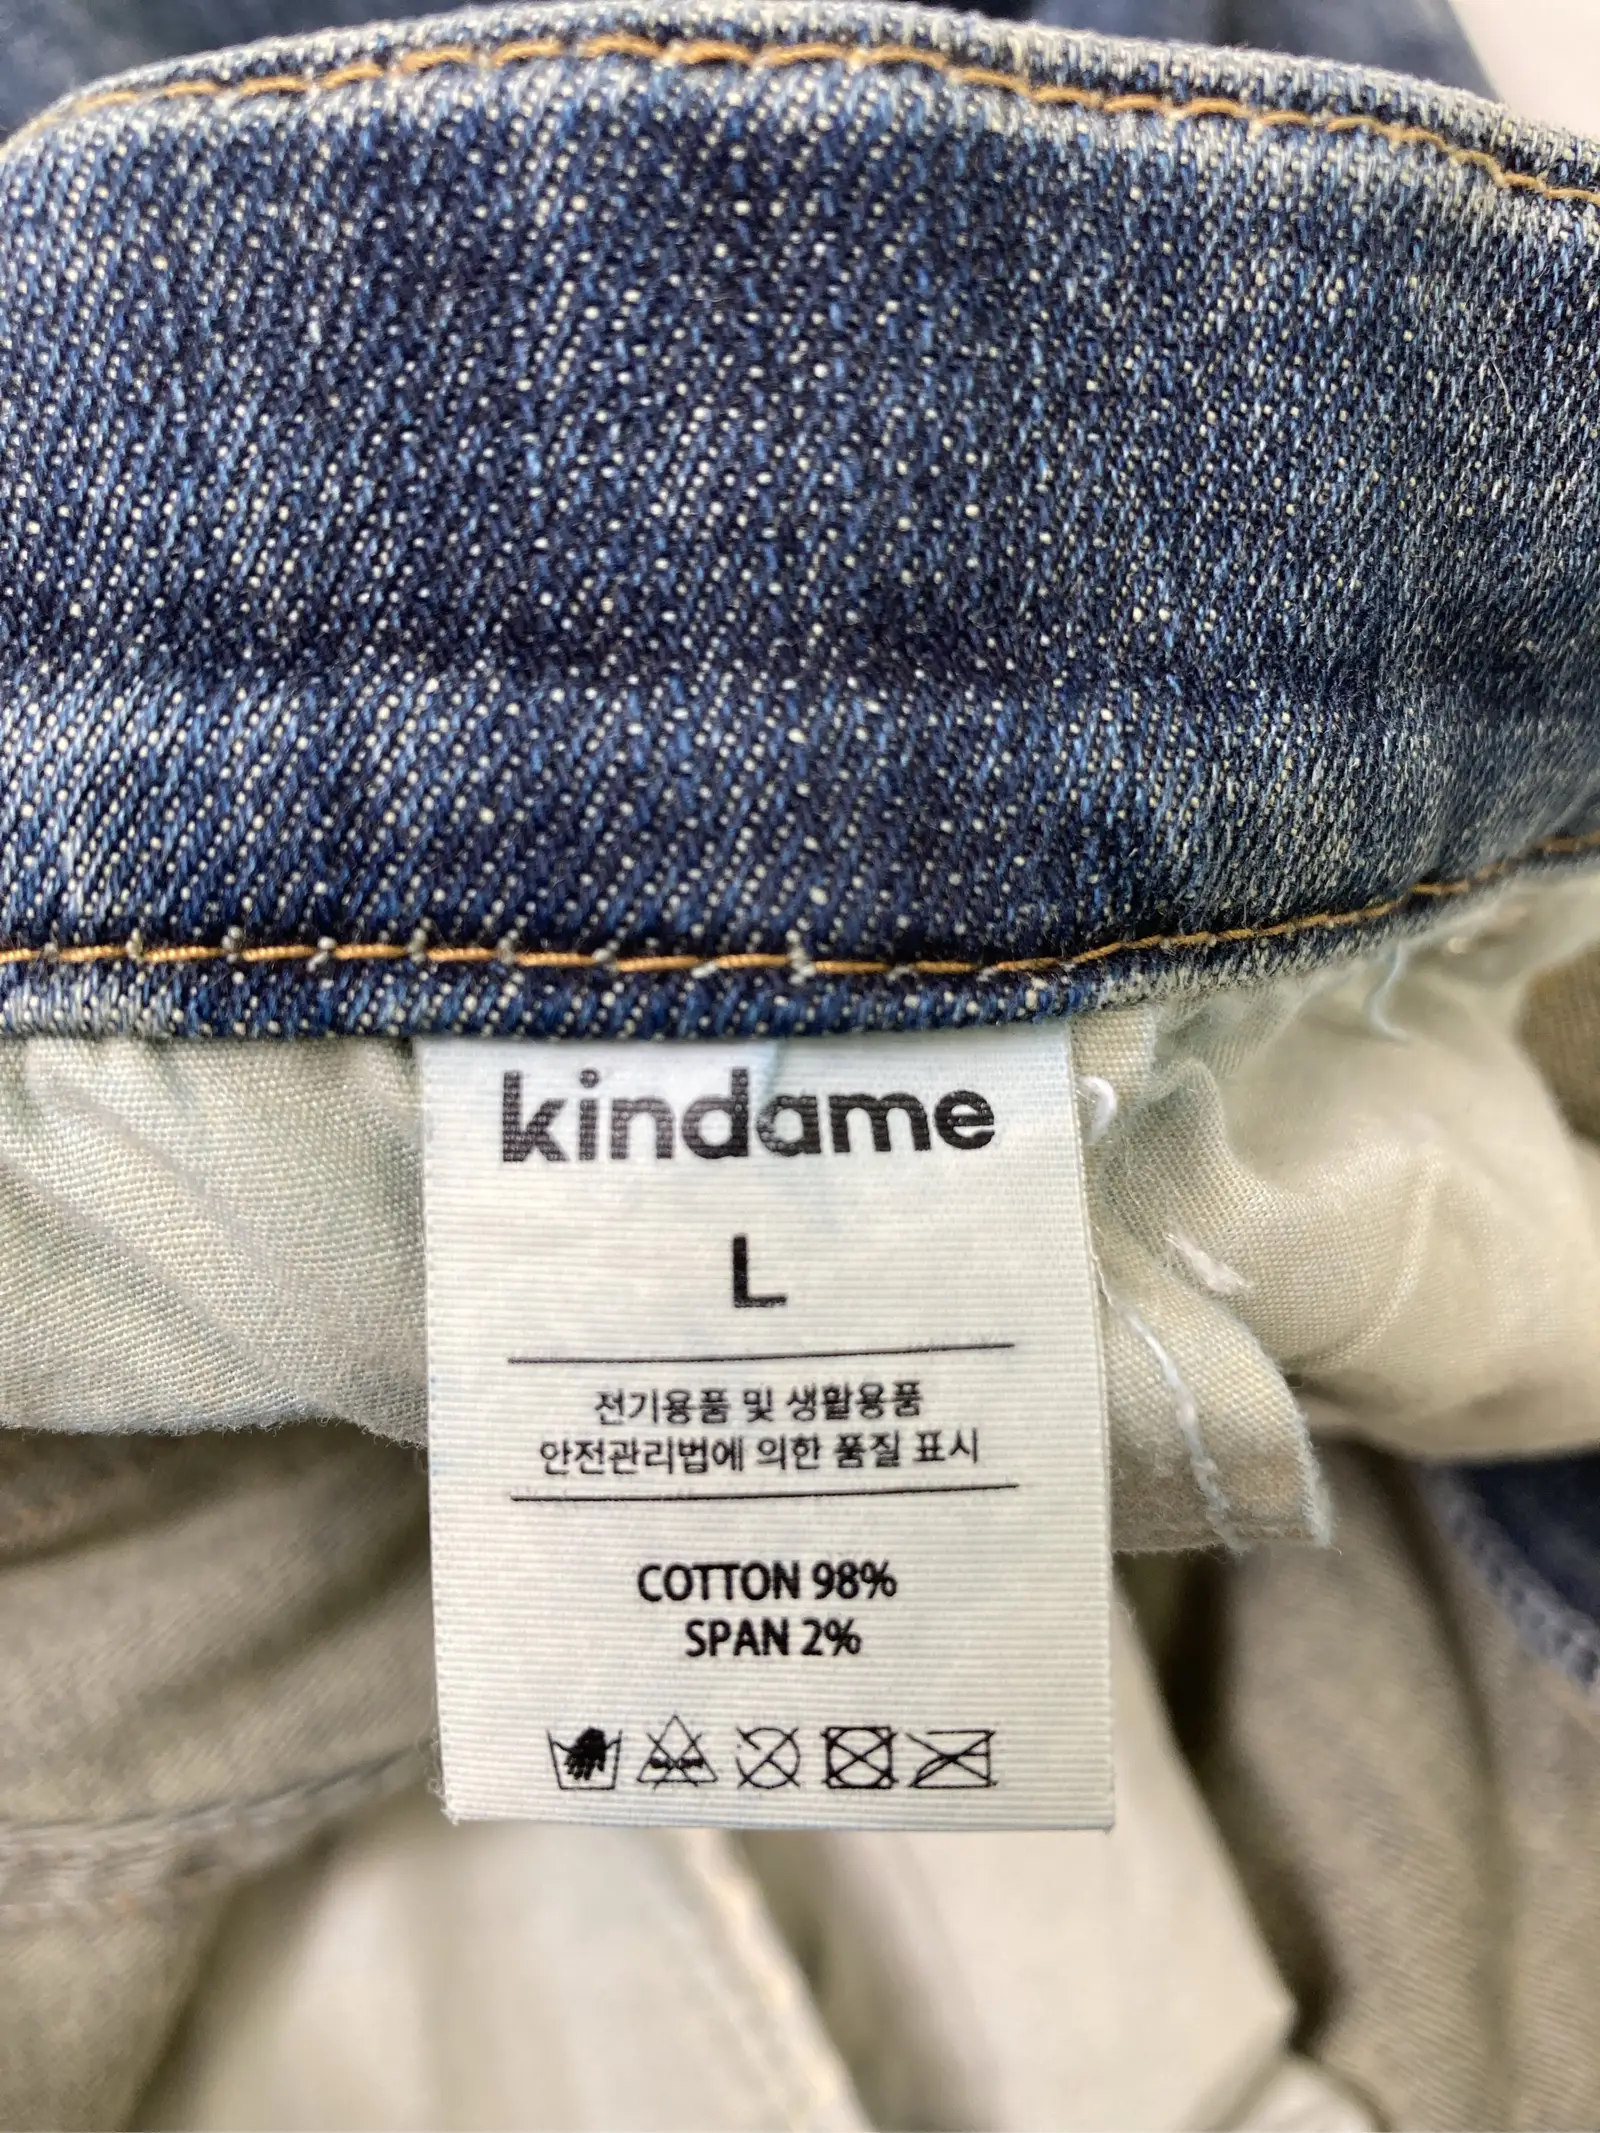 kindame
L
전기용품 및 생활용품
안전관리법에 의한 품질 표시
COTTON 98%
SPAN 2%